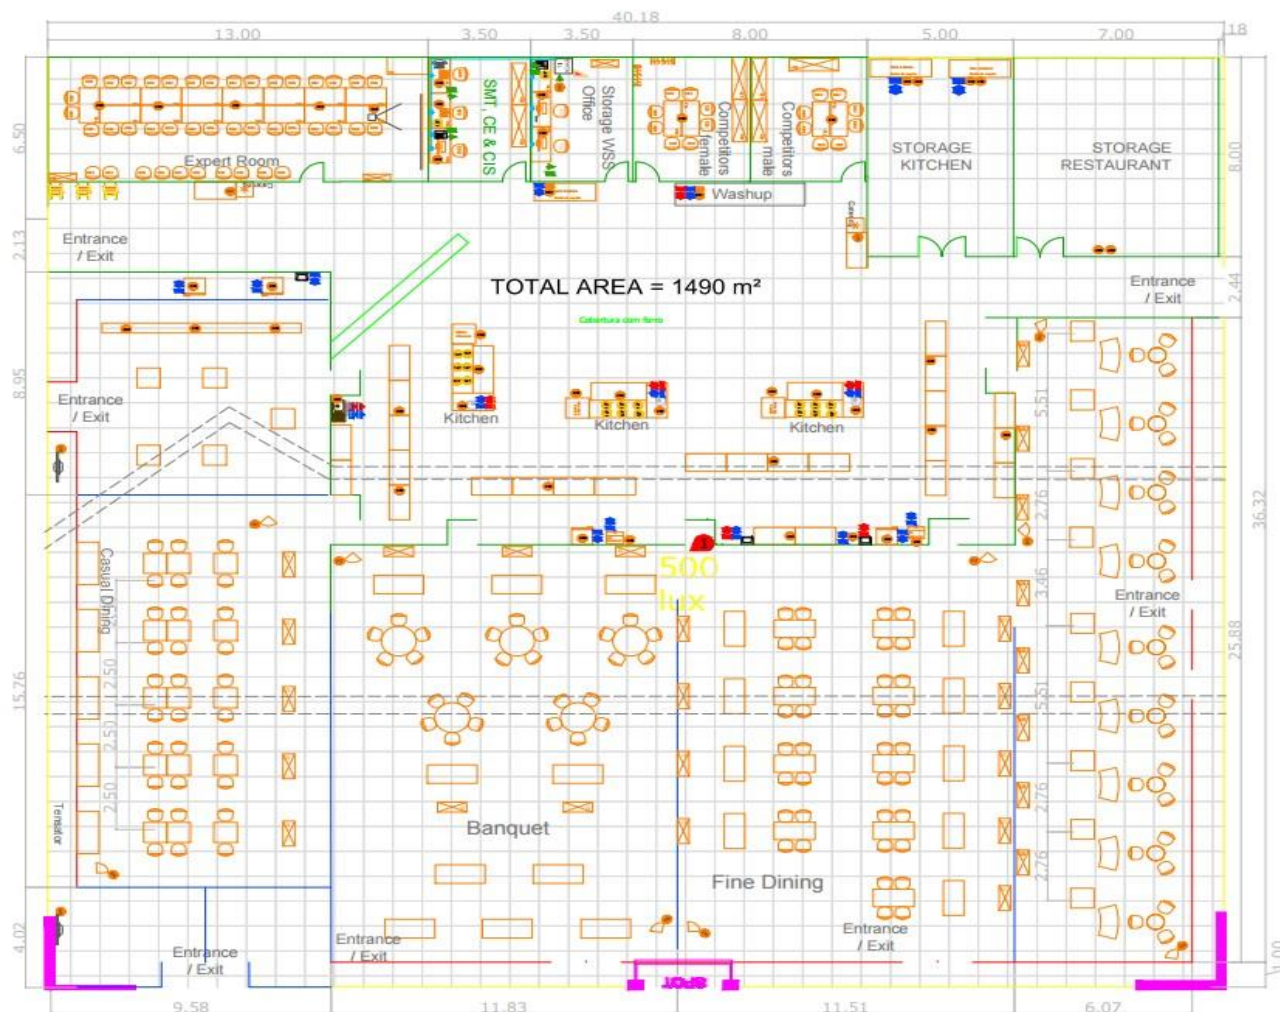 40.18
13.00
3.50
3.50
8.00
5.00
7.00
.18
6.50
Expert Room
SMT, CE & CIS
Storage WSS
Office
Competitors
female
Competitors
male
STORAGE
KITCHEN
STORAGE
RESTAURANT
8.00
Washup
2.13
Entrance
/ Exit
TOTAL AREA = 1490 m²
Entrance
/ Exit
2.44
8.95
Entrance
/ Exit
Kitchen
Kitchen
Kitchen
5.51
2.76
36.32
500
lux
Casual Dining
3.46
Entrance
/ Exit
25.88
15.76
2.50
2.50
2.50
5.51
2.76
2.76
Tensator
Banquet
Fine Dining
4.02
Entrance
/ Exit
Entrance
/ Exit
Entrance
/ Exit
1.00
SPOT
9.58
11.83
11.51
6.07